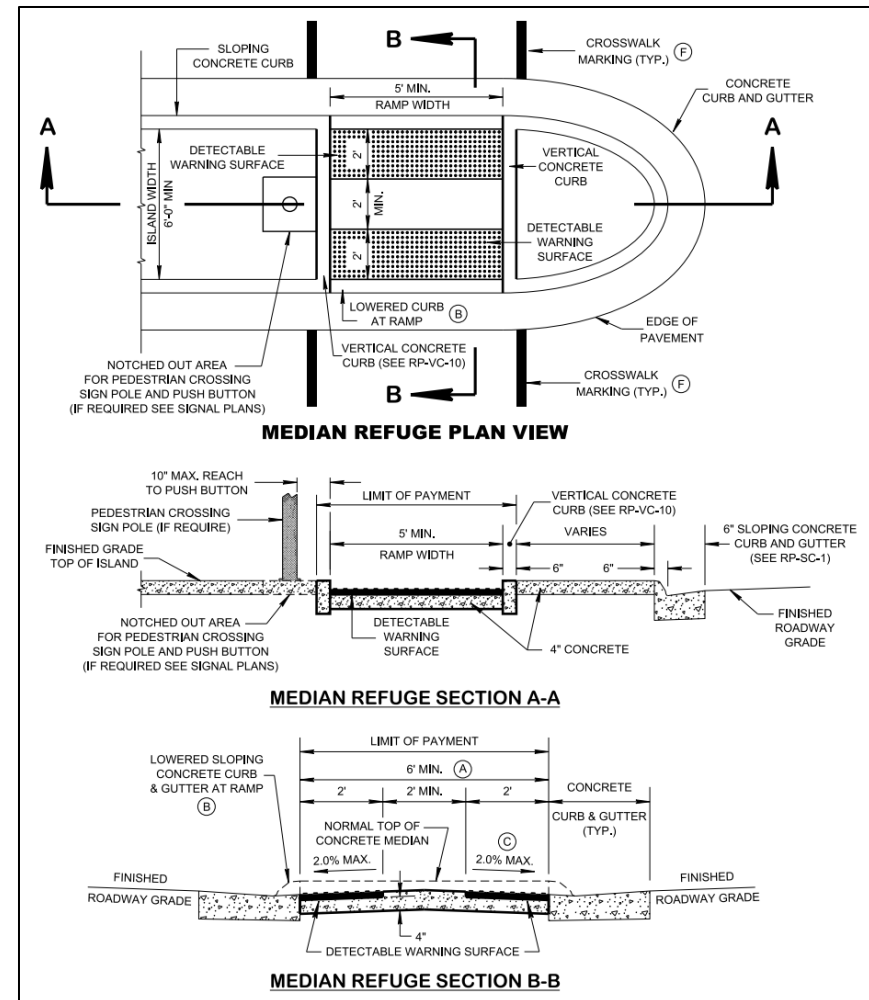 B
SLOPING
CONCRETE CURB
CROSSWALK
MARKING (TYP.) F
5' MIN.
RAMP WIDTH
CONCRETE
CURB AND GUTTER
A
A
DETECTABLE
WARNING SURFACE
2'
VERTICAL
CONCRETE
CURB
ISLAND WIDTH
6'-0" MIN
2'
MIN.
DETECTABLE
WARNING
SURFACE
2'
LOWERED CURB
AT RAMP B
EDGE OF
PAVEMENT
NOTCHED OUT AREA
FOR PEDESTRIAN CROSSING
SIGN POLE AND PUSH BUTTON
(IF REQUIRED SEE SIGNAL PLANS)
VERTICAL CONCRETE
CURB (SEE RP-VC-10)
B
CROSSWALK
MARKING (TYP.) F
MEDIAN REFUGE PLAN VIEW
10" MAX. REACH
TO PUSH BUTTON
LIMIT OF PAYMENT
VERTICAL CONCRETE
CURB (SEE RP-VC-10)
PEDESTRIAN CROSSING
SIGN POLE (IF REQUIRE)
5' MIN.
RAMP WIDTH
VARIES
6" SLOPING CONCRETE
CURB AND GUTTER
(SEE RP-SC-1)
FINISHED GRADE
TOP OF ISLAND
6"
6"
NOTCHED OUT AREA
FOR PEDESTRIAN CROSSING
SIGN POLE AND PUSH BUTTON
(IF REQUIRED SEE SIGNAL PLANS)
DETECTABLE
WARNING
SURFACE
4" CONCRETE
FINISHED
ROADWAY
GRADE
MEDIAN REFUGE SECTION A-A
LOWERED SLOPING
CONCRETE CURB
& GUTTER AT RAMP
B
LIMIT OF PAYMENT
6' MIN. A
2'
2' MIN.
2'
CONCRETE
CURB & GUTTER
(TYP.)
NORMAL TOP OF
CONCRETE MEDIAN
C
2.0% MAX.
2.0% MAX.
FINISHED
ROADWAY GRADE
FINISHED
ROADWAY GRADE
4"
DETECTABLE WARNING SURFACE
MEDIAN REFUGE SECTION B-B